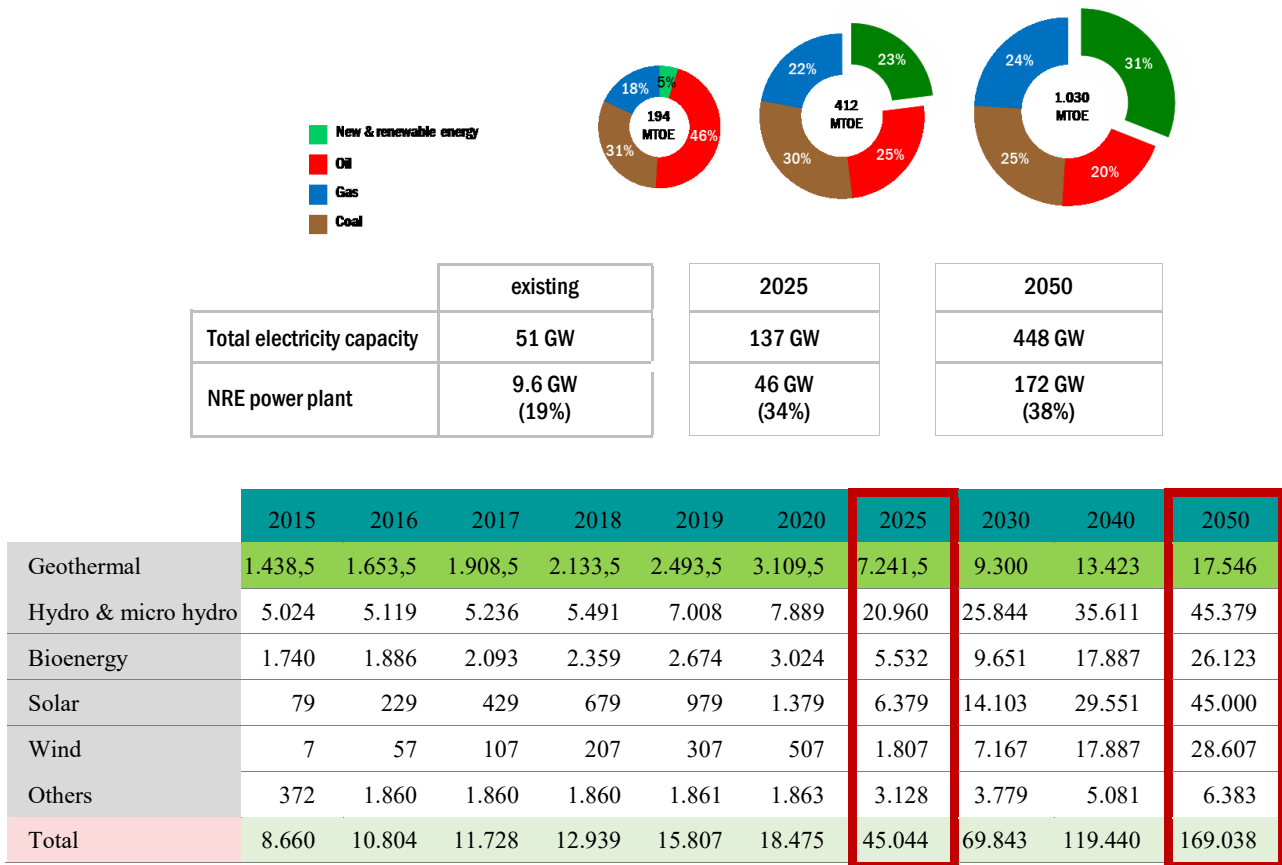 23%
31%
22%
24%
18%
5%
194
MTOE
412
MTOE
1.030
MTOE
46%
31%
30%
25%
25%
20%
New & renewable energy
Oil
Gas
Coal
existing 2025 2050
Total electricity capacity 51 GW 137 GW 448 GW
NRE power plant 9.6 GW 46 GW 172 GW
(19%) (34%) (38%)
2015 2016 2017 2018 2019 2020 2025 2030 2040 2050
Geothermal 1.438,5 1.653,5 1.908,5 2.133,5 2.493,5 3.109,5 7.241,5 9.300 13.423 17.546
Hydro & micro hydro 5.024 5.119 5.236 5.491 7.008 7.889 20.960 25.844 35.611 45.379
Bioenergy 1.740 1.886 2.093 2.359 2.674 3.024 5.532 9.651 17.887 26.123
Solar 79 229 429 679 979 1.379 6.379 14.103 29.551 45.000
Wind 7 57 107 207 307 507 1.807 7.167 17.887 28.607
Others 372 1.860 1.860 1.860 1.861 1.863 3.128 3.779 5.081 6.383
Total 8.660 10.804 11.728 12.939 15.807 18.475 45.044 69.843 119.440 169.038